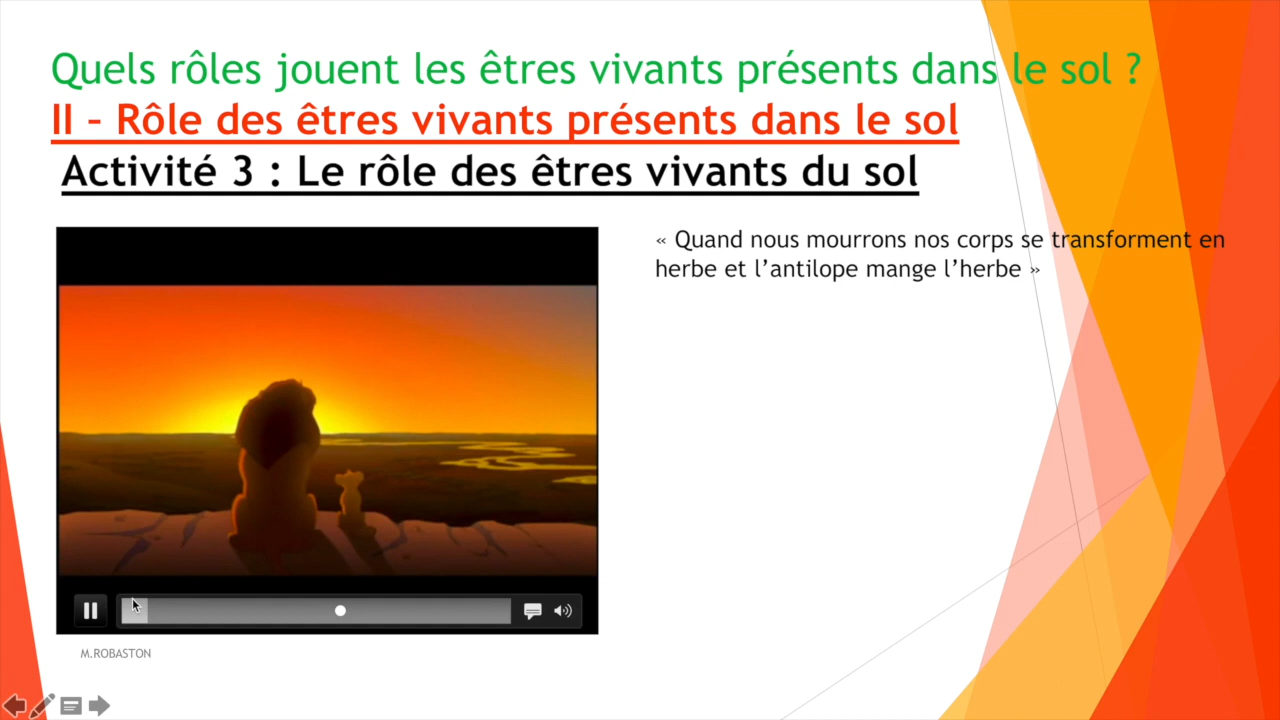 Quels rôles jouent les êtres vivants présents dans le sol ?
II – Rôle des êtres vivants présents dans le sol
Activité 3 : Le rôle des êtres vivants du sol
« Quand nous mourrons nos corps se transforment en
herbe et l’antilope mange l’herbe »
M.ROBASTON